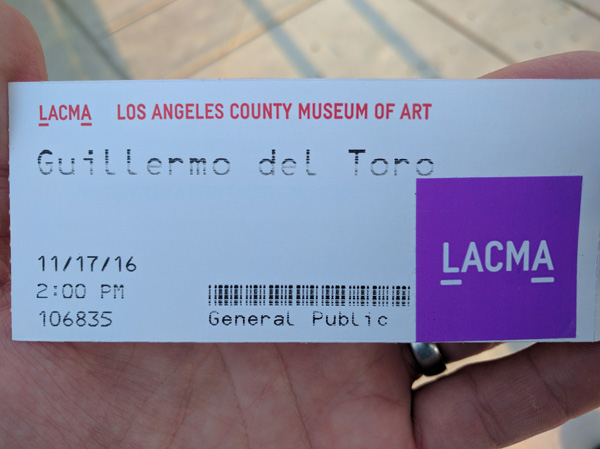 LACMA LOS ANGELES COUNTY MUSEUM OF ART
Guillermo del Toro
LACMA
11/17/16
2:00 PM
106835
General Public